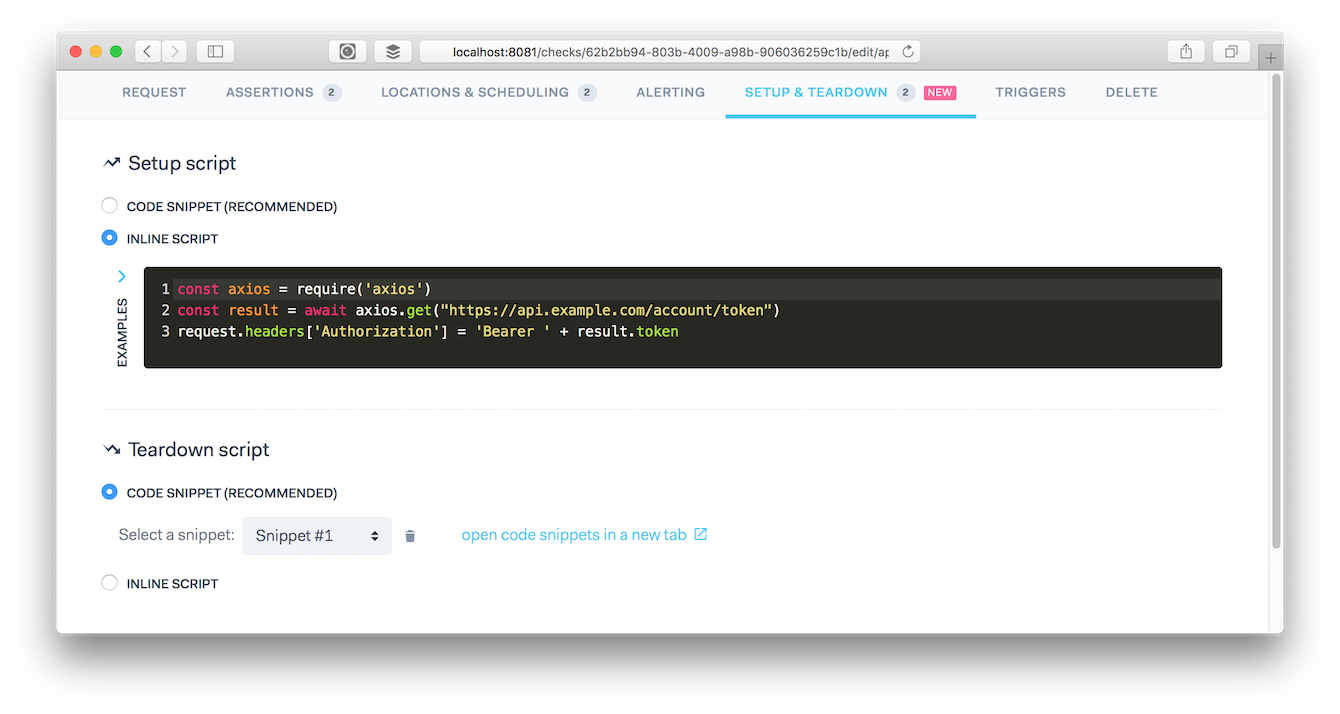 localhost:8081/checks/62b2bb94-803b-4009-a98b-906036259c1b/edit/ap
REQUEST ASSERTIONS 2 LOCATIONS & SCHEDULING 2 ALERTING SETUP & TEARDOWN 2 NEW TRIGGERS DELETE
Setup script
CODE SNIPPET (RECOMMENDED)
INLINE SCRIPT
EXAMPLES
1 const axios = require('axios')
2 const result = await axios.get("https://api.example.com/account/token")
3 request.headers['Authorization'] = 'Bearer ' + result.token
Teardown script
CODE SNIPPET (RECOMMENDED)
Select a snippet: Snippet #1 open code snippets in a new tab
INLINE SCRIPT